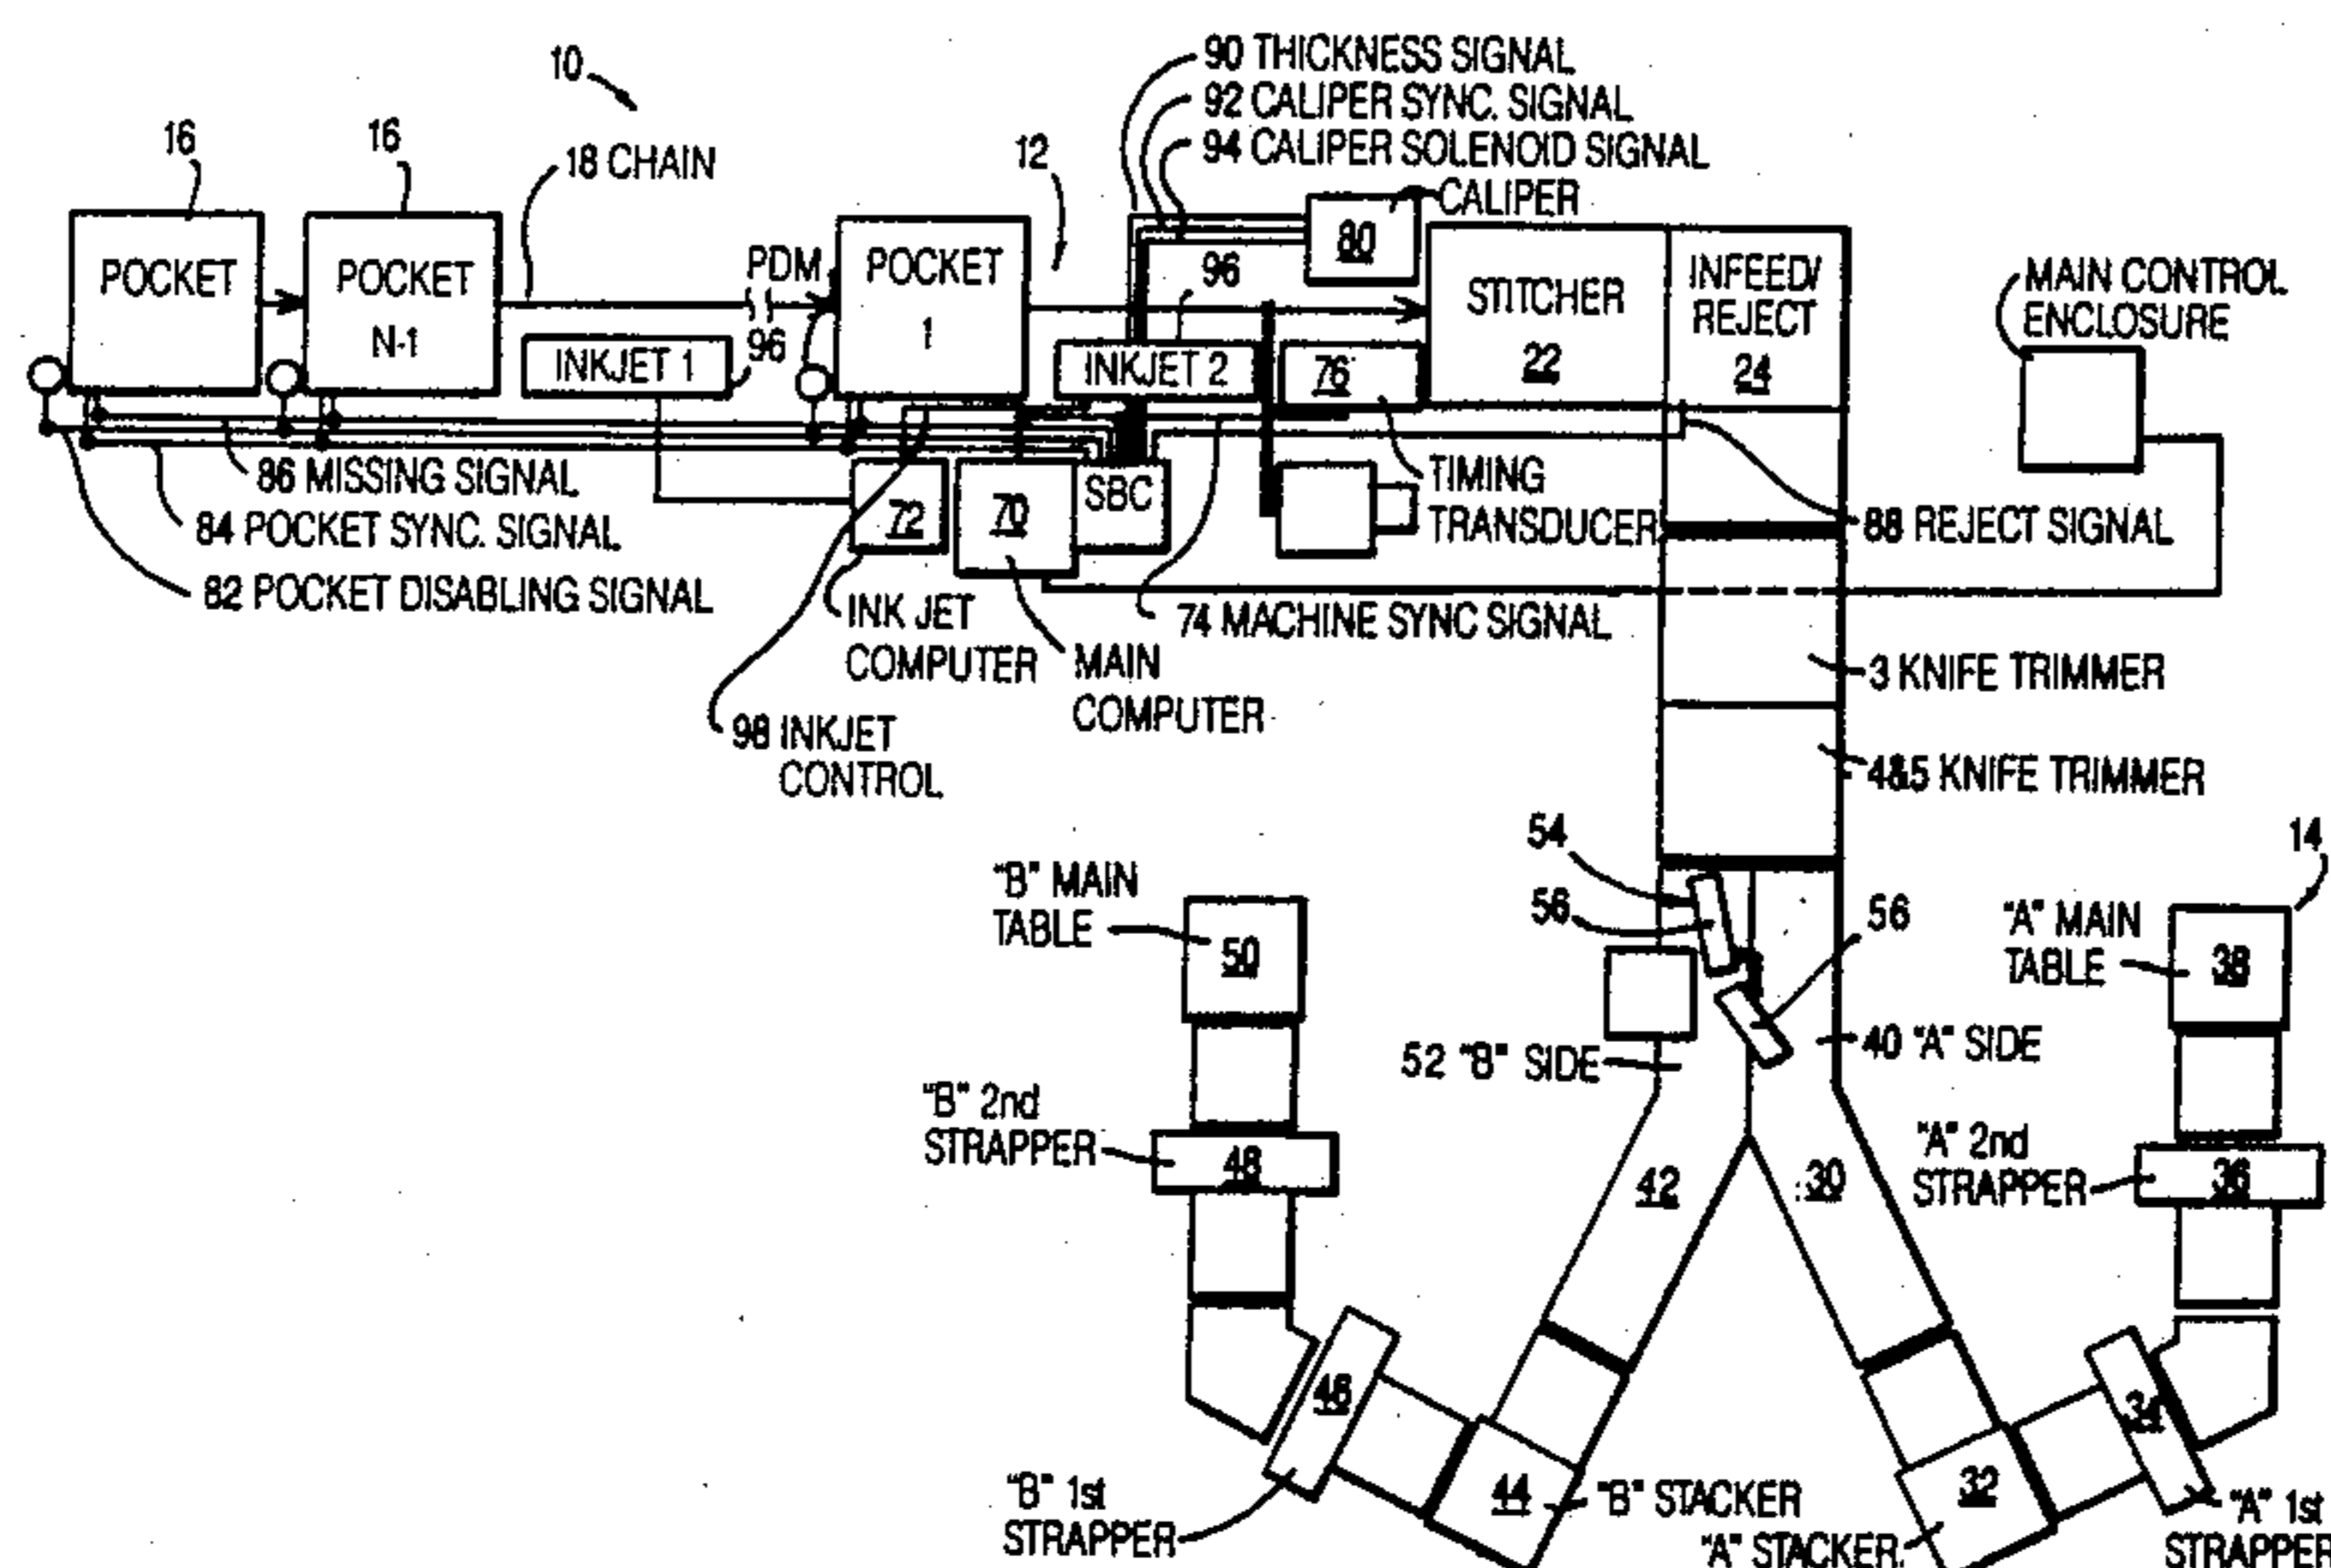 10
90 THICKNESS SIGNAL
92 CALIPER SYNC. SIGNAL
94 CALIPER SOLENOID SIGNAL
16
16
18 CHAIN
12
CALIPER
80
POCKET
POCKET
N-1
PDM
POCKET
1
96
STITCHER
22
INFEED/
REJECT
24
MAIN CONTROL
ENCLOSURE
INKJET 1
96
INKJET 2
76
86 MISSING SIGNAL
84 POCKET SYNC. SIGNAL
82 POCKET DISABLING SIGNAL
72
70
SBC
TIMING
TRANSDUCER
88 REJECT SIGNAL
INK JET
COMPUTER
MAIN
COMPUTER
74 MACHINE SYNC SIGNAL
98 INKJET
CONTROL
3 KNIFE TRIMMER
4&5 KNIFE TRIMMER
54
56
56
14
"B" MAIN
TABLE
50
"A" MAIN
TABLE
38
52 "B" SIDE
40 "A" SIDE
"B" 2nd
STRAPPER
48
42
30
"A" 2nd
STRAPPER
36
46
34
"B" 1st
STRAPPER
44
"B" STACKER
32
"A" STACKER
"A" 1st
STRAPPER